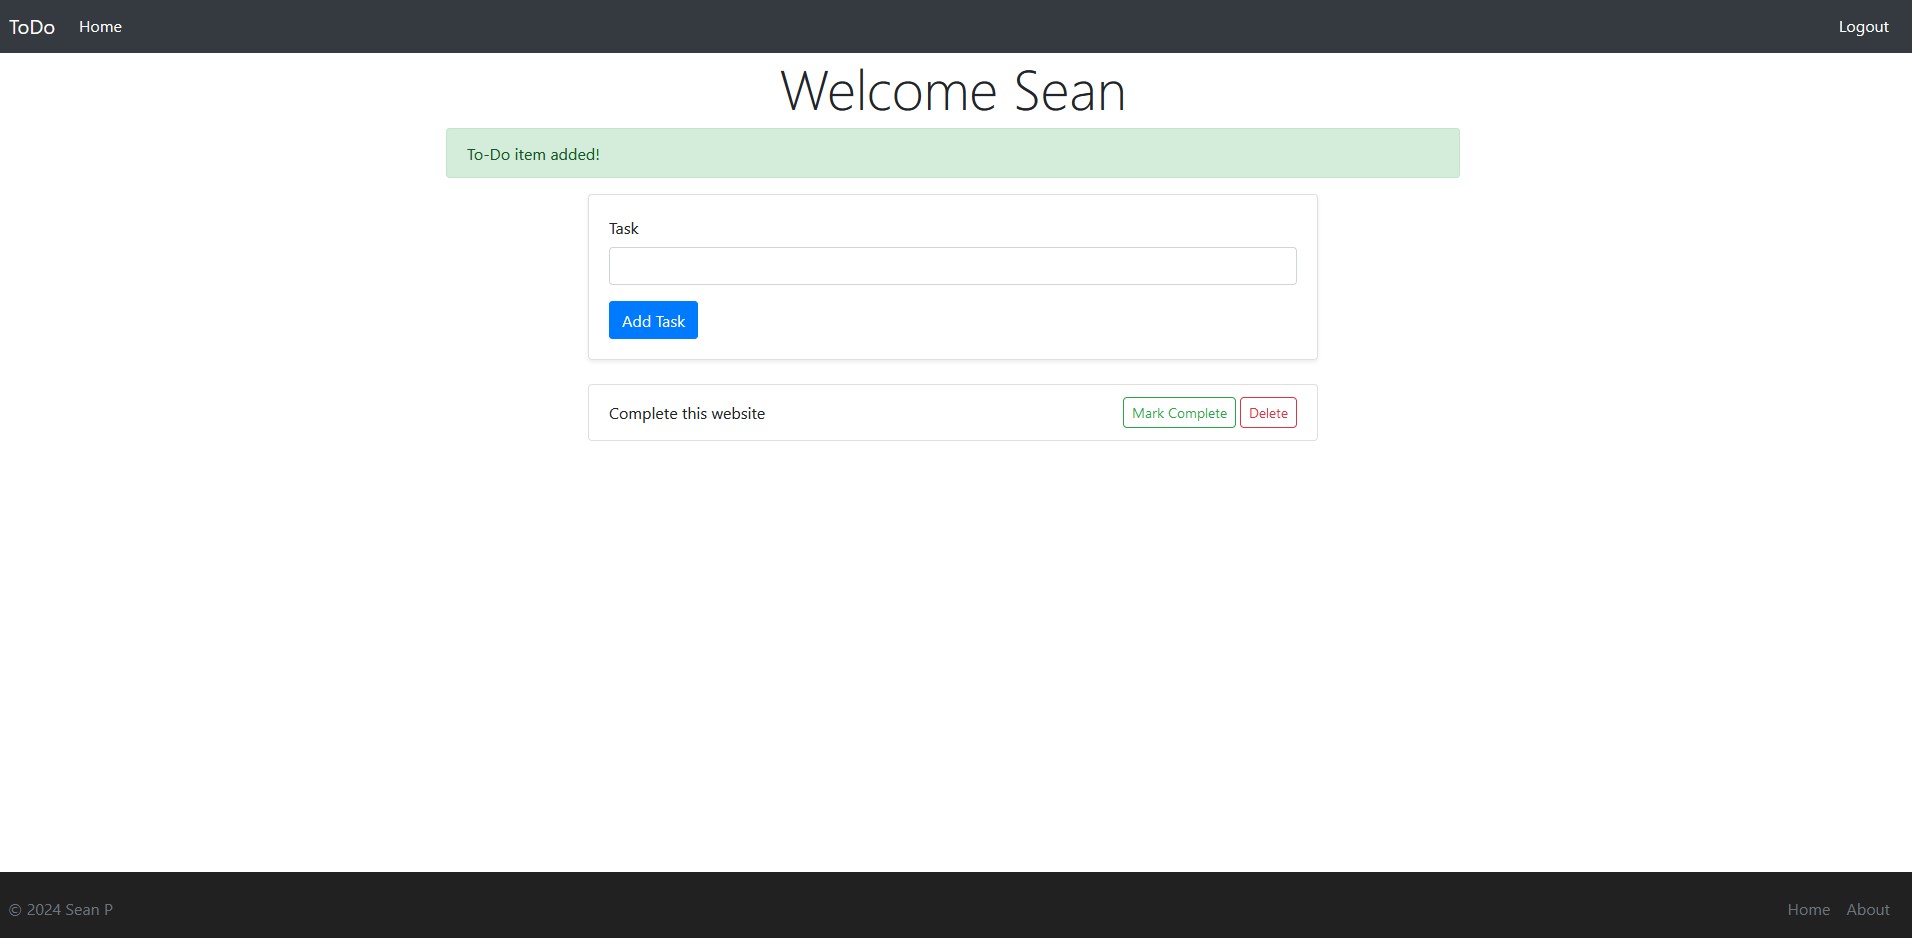 ToDo Home Logout
Welcome Sean
To-Do item added!
Task
Add Task
Complete this website Mark Complete Delete
© 2024 Sean P Home About